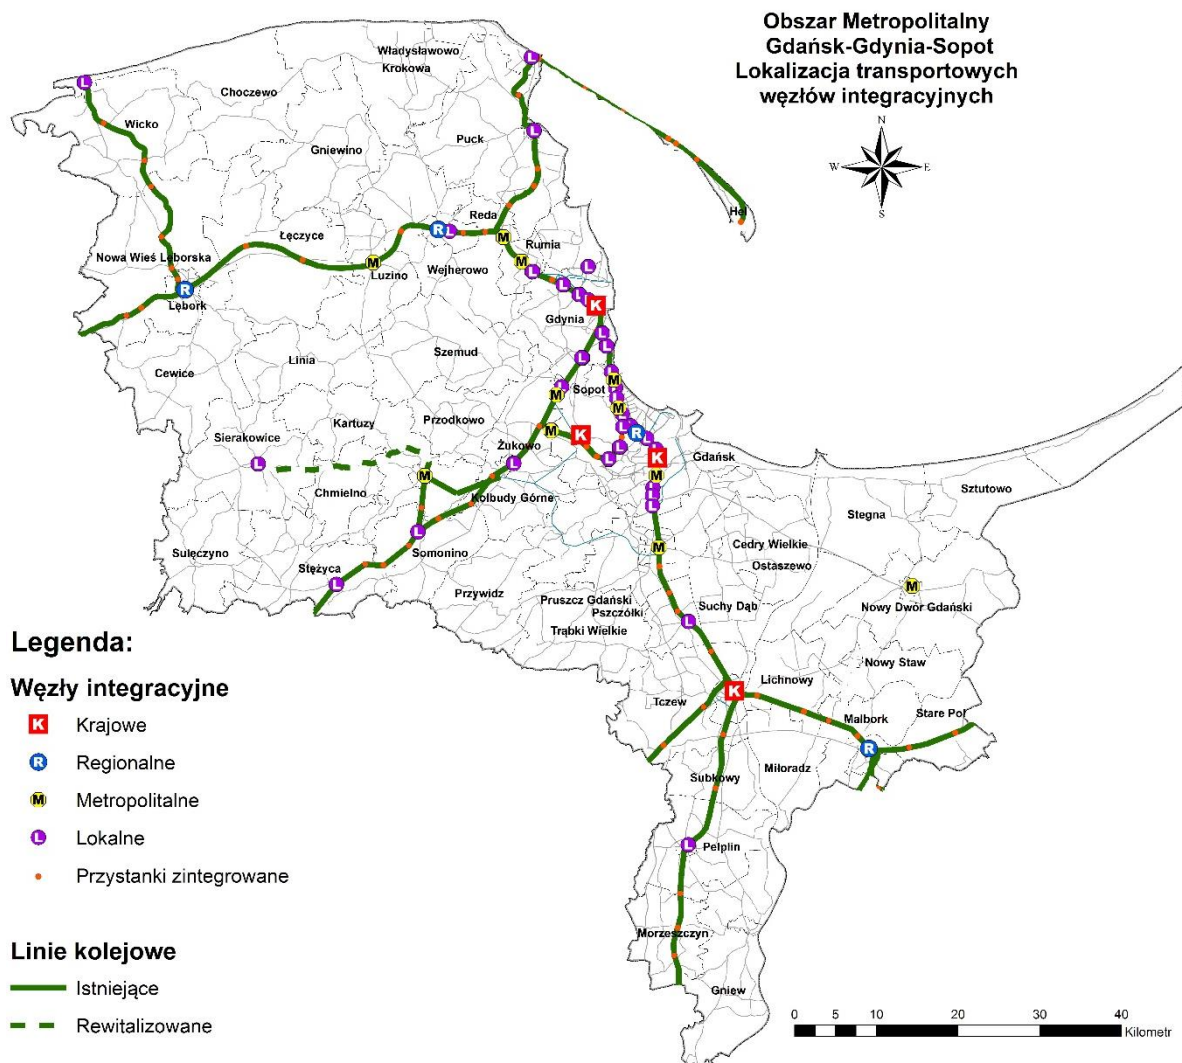 Obszar Metropolitalny
Gdańsk-Gdynia-Sopot
Lokalizacja transportowych
węzłów integracyjnych
N
W
E
S
Władysławowo
Krokowa
Choczewo
Wicko
Puck
Gniewino
Hel
Reda
Łęczyce
Rumia
Nowa Wieś Lęborska
R
L
M
M
M
Luzino
Wejherowo
R
Lębork
K
Gdynia
Szemud
Linia
Cewice
Sopot
Przodkowo
Kartuzy
Sierakowice
Żukowo
K
R
K
Gdańsk
Chmielno
Kolbudy Górne
Sztutowo
Stegna
Sulęczyno
Somonino
Stężyca
Cedry Wielkie
Ostaszewo
M
Nowy Dwór Gdański
Przywidz
Pruszcz Gdański
Pszczółki
Suchy Dąb
Trąbki Wielkie
Nowy Staw
Lichnowy
Tczew
K
Malbork
Stare Pol
R
Miłoradz
Subkowy
L
Pelplin
Morzeszczyn
Gniew
Legenda:
Węzły integracyjne
K Krajowe
R Regionalne
M Metropolitalne
L Lokalne
Przystanki zintegrowane
Linie kolejowe
Istniejące
Rewitalizowane
0 5 10 20 30 40
Kilometr